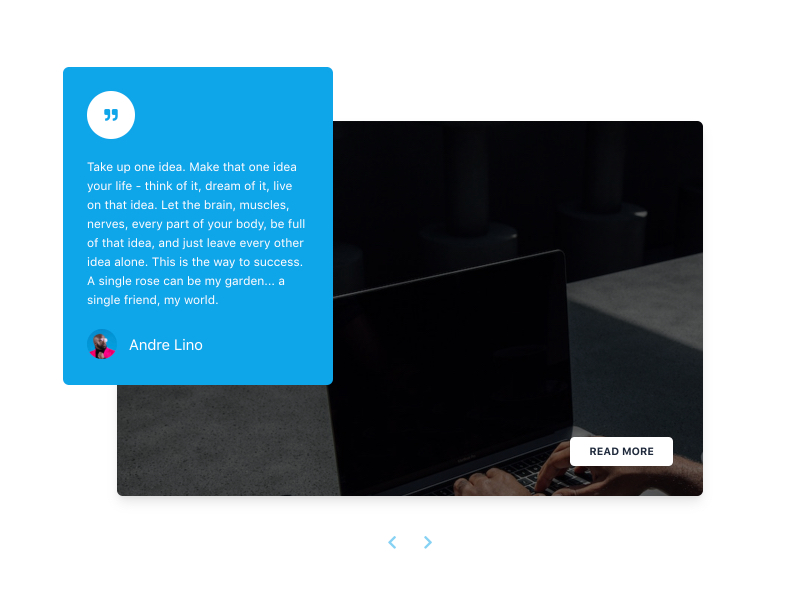 Take up one idea. Make that one idea
your life - think of it, dream of it, live
on that idea. Let the brain, muscles,
nerves, every part of your body, be full
of that idea, and just leave every other
idea alone. This is the way to success.
A single rose can be my garden... a
single friend, my world.
Andre Lino
READ MORE